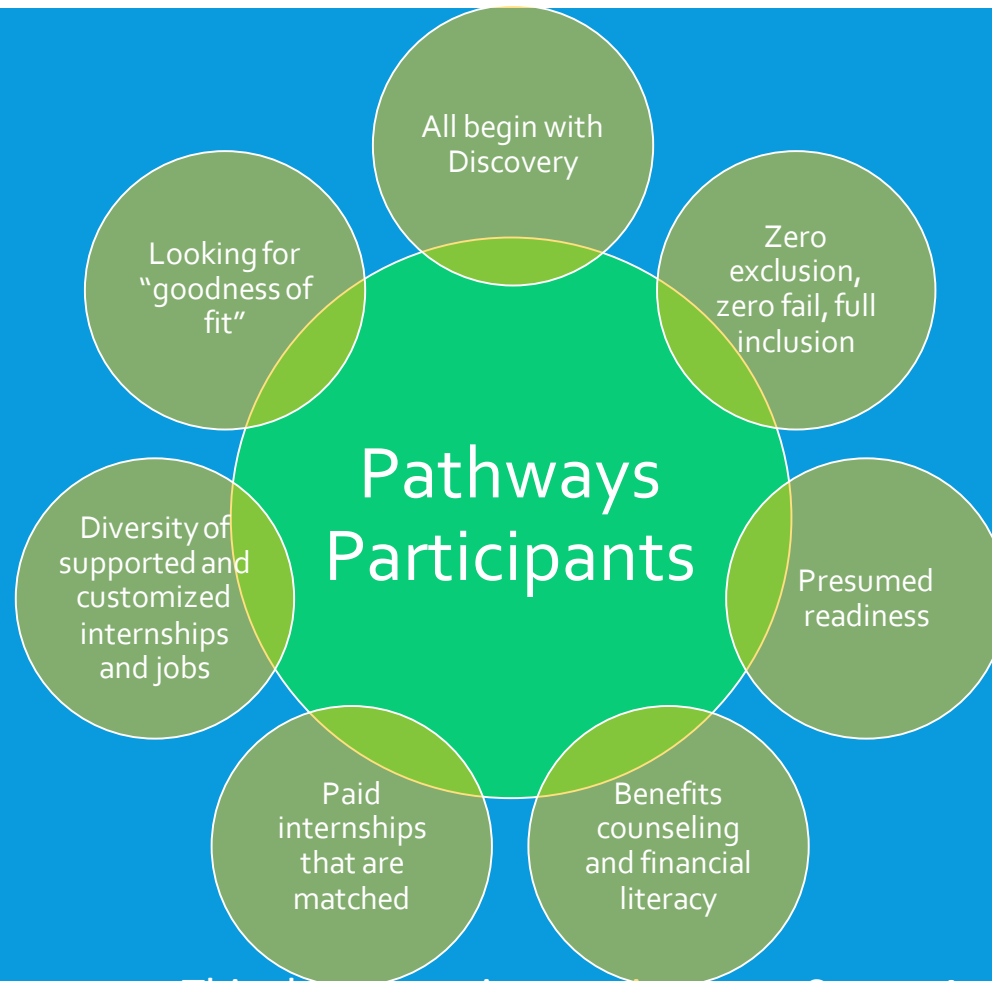 All begin with
Discovery
Zero
exclusion,
zero fail, full
inclusion
Presumed
readiness
Benefits
counseling
and financial
literacy
Paid
internships
that are
matched
Diversity of
supported and
customized
internships
and jobs
Looking for
“goodness of
fit”
Pathways
Participants